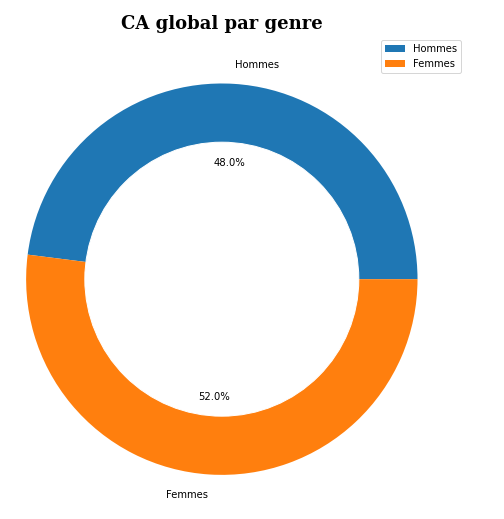 CA global par genre
Hommes
Femmes
Hommes
48.0%
52.0%
Femmes